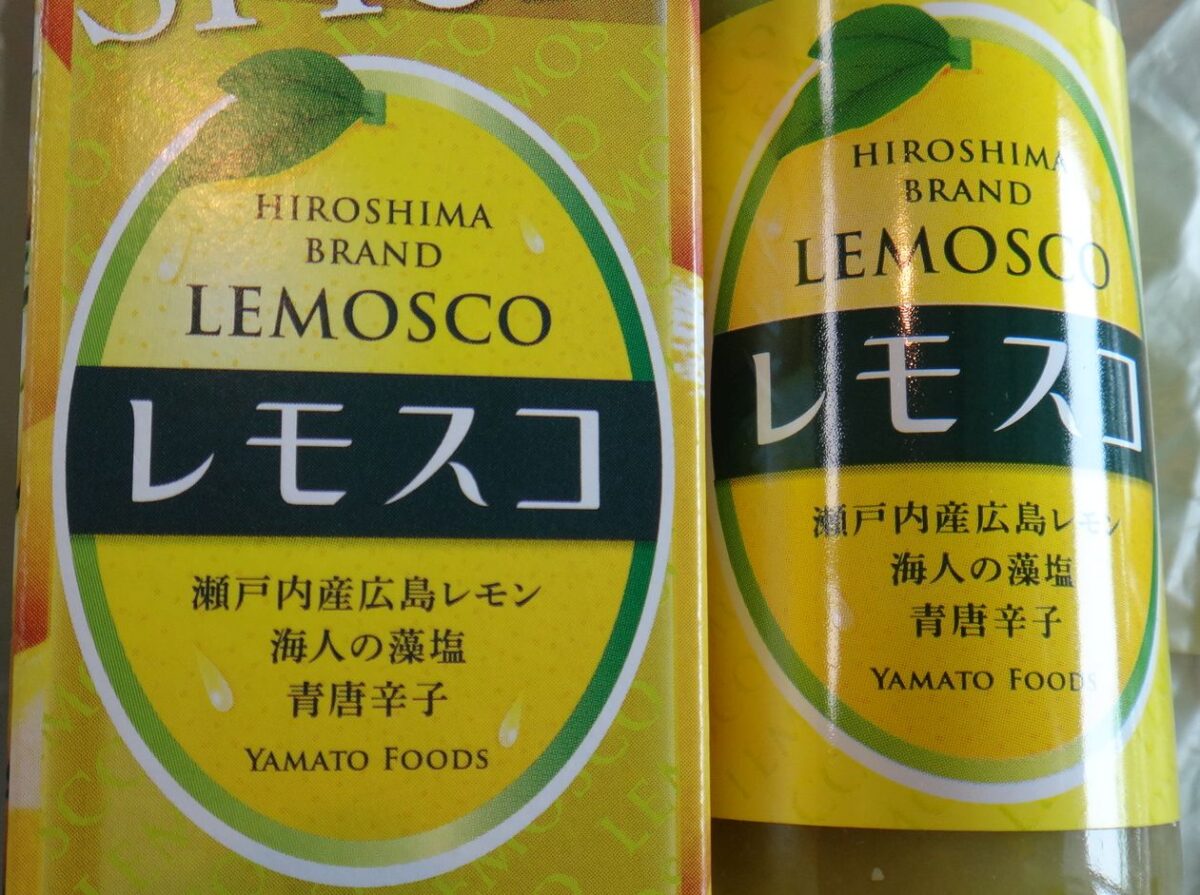 HIROSHIMA
BRAND
LEMOSCO
レモスコ
瀬戸内産広島レモン
海人の藻塩
青唐辛子
YAMATO FOODS
HIROSHIMA
BRAND
LEMOSCO
レモスコ
瀬戸内産広島レモン
海人の藻塩
青唐辛子
YAMATO FOODS